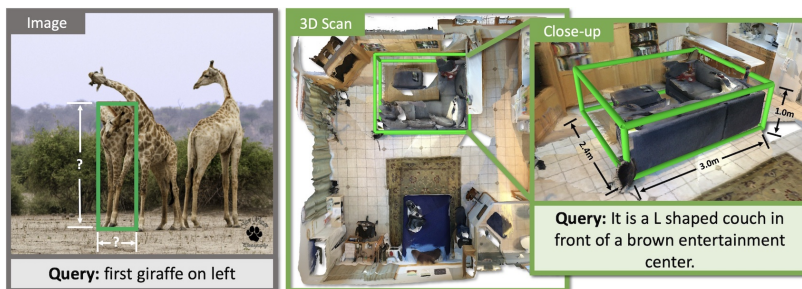 Image
?
?
Query: first giraffe on left
3D Scan
Close-up
2.4m
3.0m
1.0m
Query: It is a L shaped couch in
front of a brown entertainment
center.